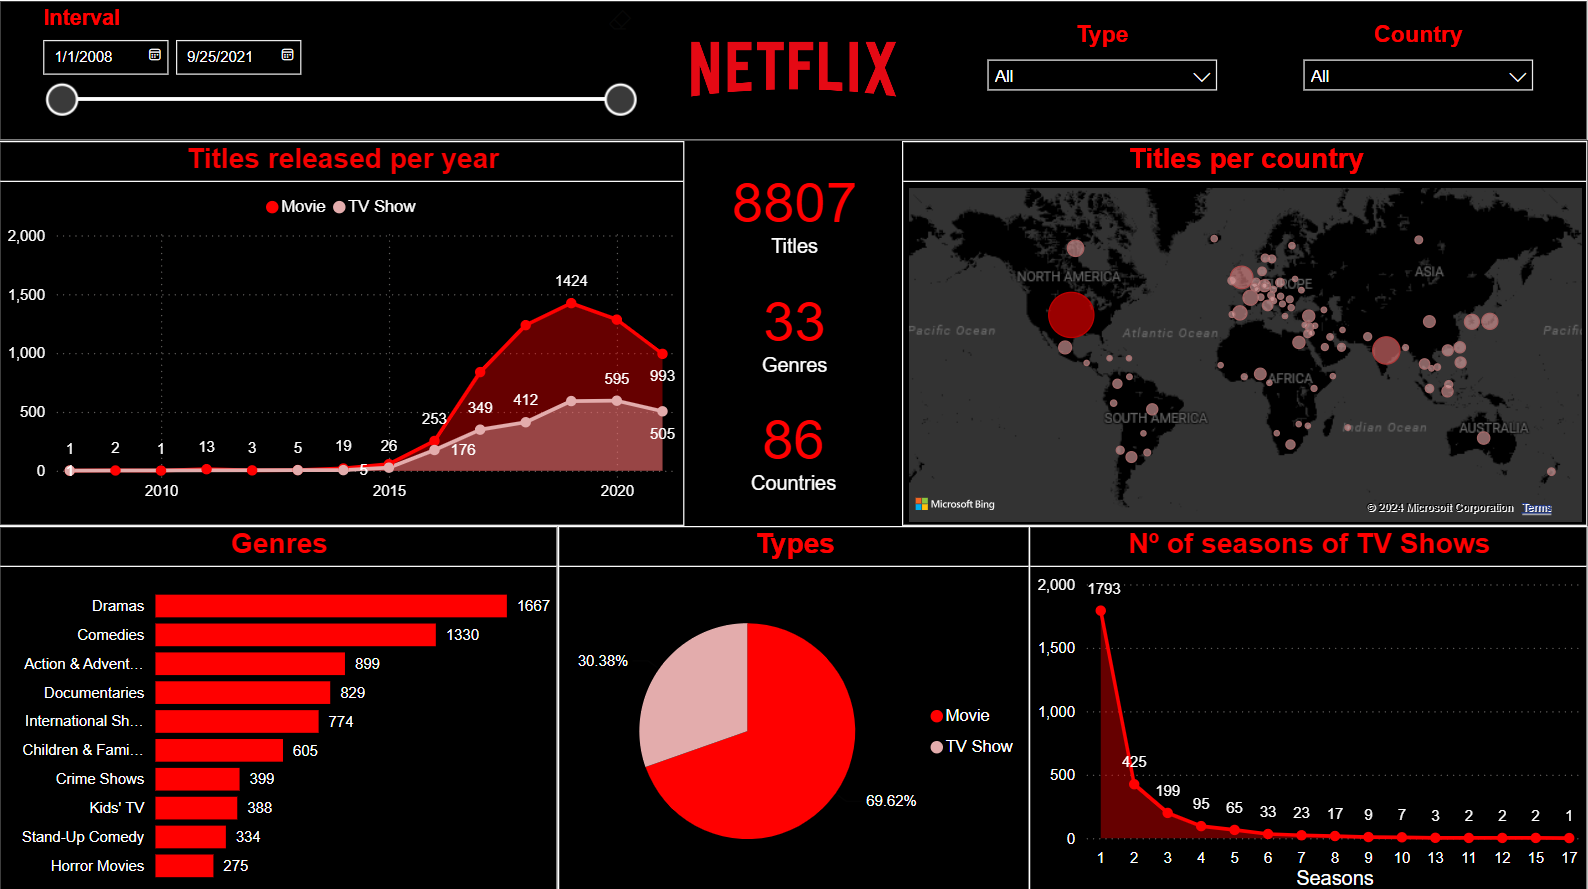 Interval
1/1/2008
9/25/2021
NETFLIX
Type
All
Country
All
Titles released per year
Movie
TV Show
2,000
1,500
1,000
500
0
1
2
1
13
3
5
19
26
253
349
412
1424
595
993
505
176
5
1
2010
2015
2020
8807
Titles
33
Genres
86
Countries
Titles per country
NORTH AMERICA
EUROPE
ASIA
Pacific Ocean
Atlantic Ocean
Pacifi
AFRICA
SOUTH AMERICA
Indian Ocean
AUSTRALIA
Microsoft Bing
© 2024 Microsoft Corporation Terms
Genres
Dramas 1667
Comedies 1330
Action & Advent... 899
Documentaries 829
International Sh... 774
Children & Fami... 605
Crime Shows 399
Kids' TV 388
Stand-Up Comedy 334
Horror Movies 275
Types
30.38%
69.62%
Movie
TV Show
Nº of seasons of TV Shows
2,000
1,500
1,000
500
0
1793
425
199
95
65
33
23
17
9
7
3
2
2
2
1
1 2 3 4 5 6 7 8 9 10 13 11 12 15 17
Seasons